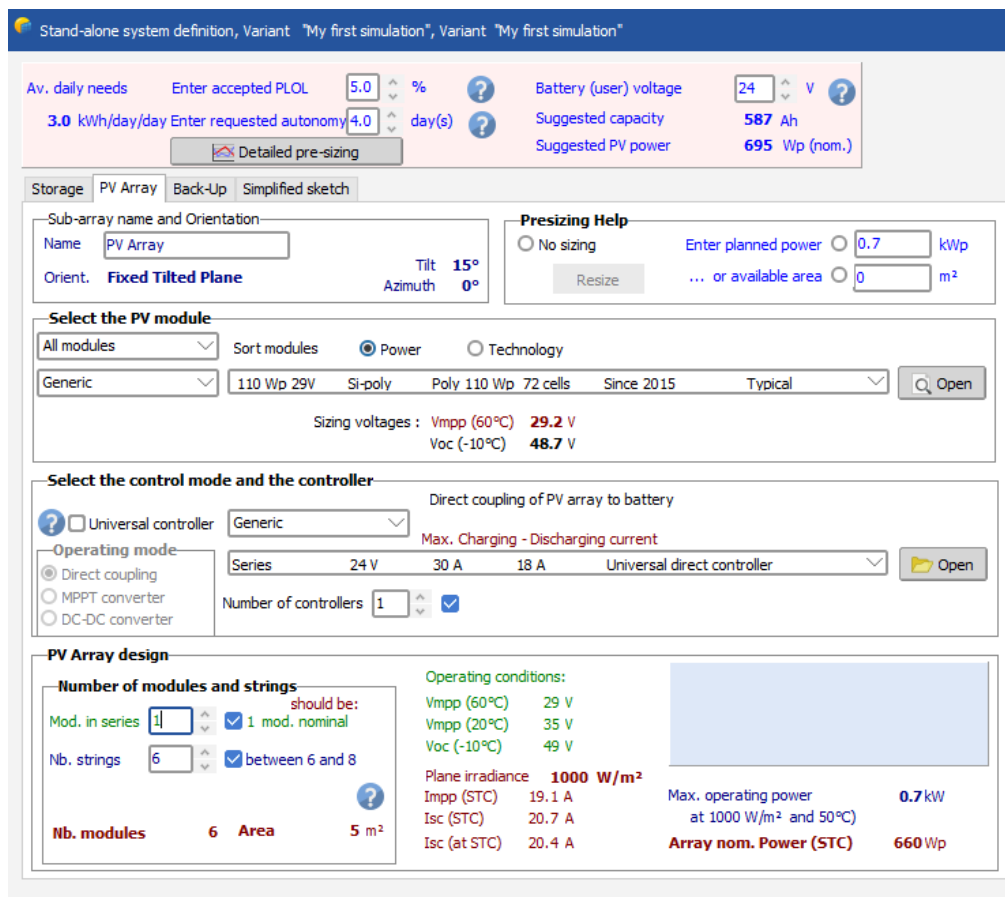 Stand-alone system definition, Variant "My first simulation", Variant "My first simulation"
Av. daily needs Enter accepted PLOL 5.0 % ? Battery (user) voltage 24 V ?
3.0 kWh/day/day Enter requested autonomy 4.0 day(s) ? Suggested capacity 587 Ah
Detailed pre-sizing Suggested PV power 695 Wp (nom.)
Storage PV Array Back-Up Simplified sketch
Sub-array name and Orientation
Name PV Array
Orient. Fixed Tilted Plane Tilt 15°
Azimuth 0°
Presizing Help
No sizing Enter planned power 0.7 kWp
Resize ... or available area 0 m²
Select the PV module
All modules Sort modules Power Technology
Generic 110 Wp 29V Si-poly Poly 110 Wp 72 cells Since 2015 Typical Open
Sizing voltages : Vmpp (60°C) 29.2 V
Voc (-10°C) 48.7 V
Select the control mode and the controller
Direct coupling of PV array to battery
? Universal controller Generic
Max. Charging - Discharging current
Operating mode
Direct coupling
MPPT converter
DC-DC converter
Series 24 V 30 A 18 A Universal direct controller Open
Number of controllers 1
PV Array design
Number of modules and strings
should be:
Mod. in series 1 1 mod. nominal
Nb. strings 6 between 6 and 8
?
Nb. modules 6 Area 5 m²
Operating conditions:
Vmpp (60°C) 29 V
Vmpp (20°C) 35 V
Voc (-10°C) 49 V
Plane irradiance 1000 W/m²
Impp (STC) 19.1 A
Isc (STC) 20.7 A
Isc (at STC) 20.4 A
Max. operating power 0.7 kW
at 1000 W/m² and 50°C)
Array nom. Power (STC) 660 Wp